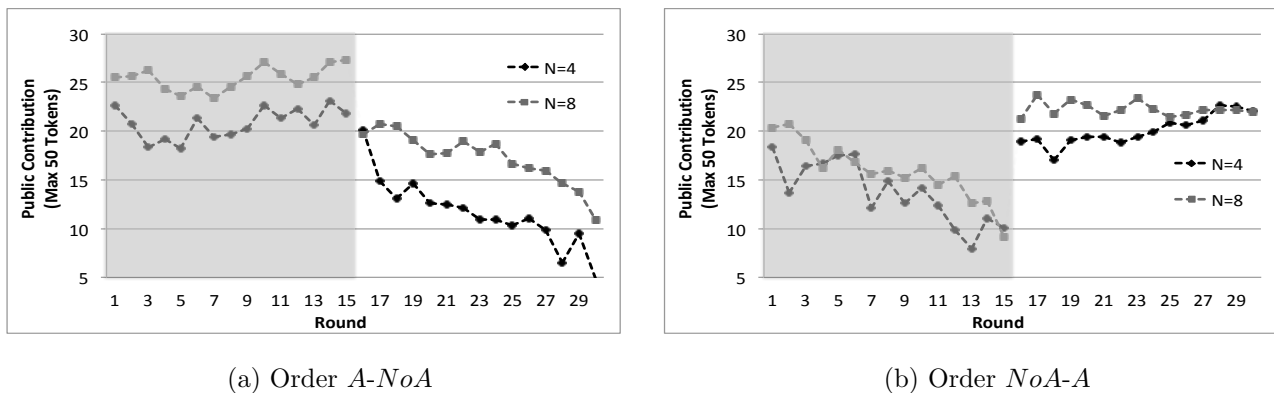 Public Contribution
(Max 50 Tokens)
30
25
20
15
10
5
N=4
N=8
1 3 5 7 9 11 13 15 17 19 21 23 25 27 29
Round
(a) Order A-NoA
Public Contribution
(Max 50 Tokens)
30
25
20
15
10
5
N=4
N=8
1 3 5 7 9 11 13 15 17 19 21 23 25 27 29
Round
(b) Order NoA-A